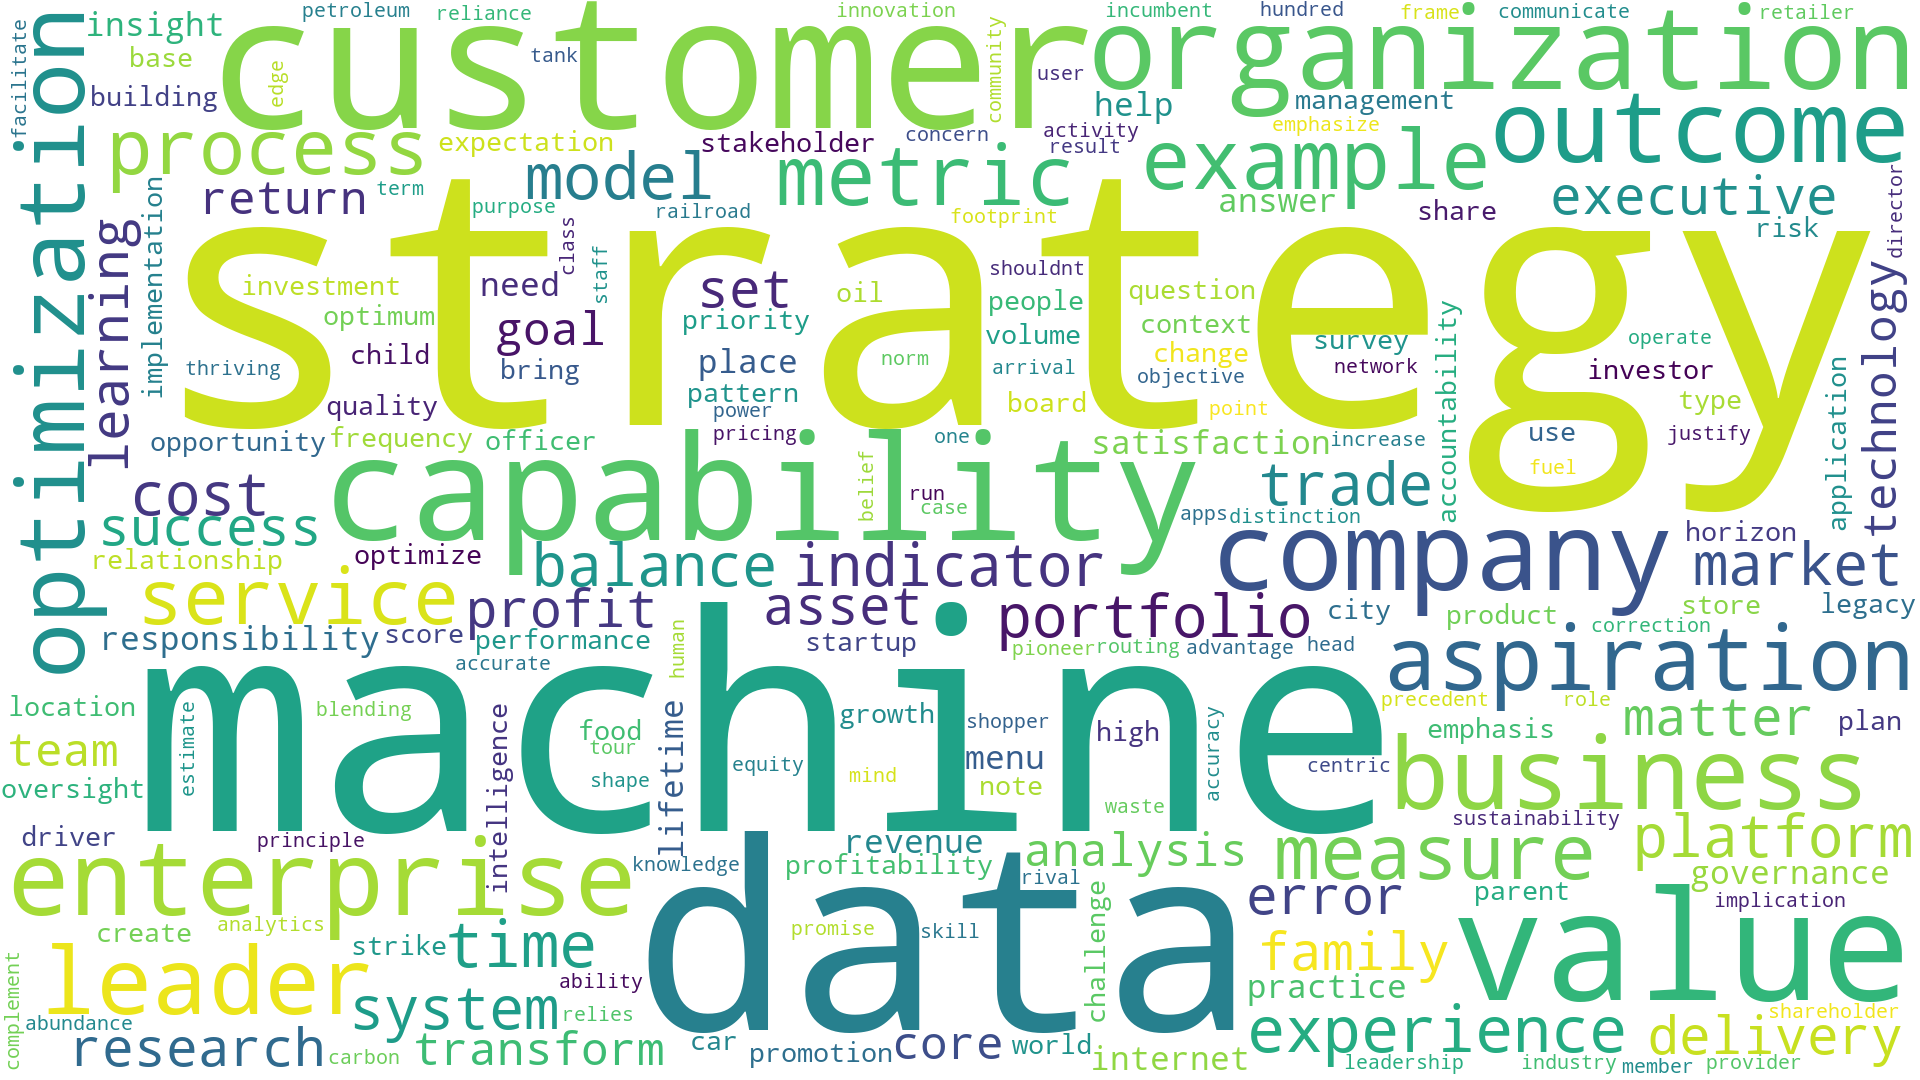 facilitate
optimization
insight
petroleum
reliance
innovation
incumbent
hundred
frame
communicate
retailer
base
edge
customer
tank
community
user
organization
building
help
management
process
expectation
stakeholder
concern
activity
result
emphasize
example
outcome
return
term
model
metric
answer
share
executive
risk
director
implementation
learning
purpose
railroad
footprint
class
staff
strategy
investment
need
set
oil
shouldnt
people
question
optimum
goal
priority
volume
context
survey
operate
technology
child
thriving
bring
place
norm
arrival
change
objective
network
investor
accountability
quality
pattern
power
board
point
type
application
opportunity
frequency
officer
pricing
one
satisfaction
increase
use
justify
fuel
cost
capability
belief
run
case
trade
success
apps
distinction
relationship
optimize
balance
indicator
company
horizon
market
service
profit
asset
portfolio
city
product
store
legacy
responsibility
score
performance
startup
pioneer
routing
advantage
head
correction
accurate
human
machine
aspiration
location
estimate
blending
intelligence
food
tour
lifetime
growth
shopper
high
accuracy
precedent
role
emphasis
matter
plan
team
shape
equity
mind
menu
note
centric
business
oversight
waste
sustainability
driver
principle
revenue
analysis
measure
platform
enterprise
knowledge
profitability
rival
governance
error
parent
implication
create
analytics
strike
time
data
promise
skill
challenge
family
value
complement
leader
ability
practice
abundance
system
relies
experience
shareholder
delivery
research
carbon
transform
car
promotion
core
world
internet
leadership
industry
member
provider